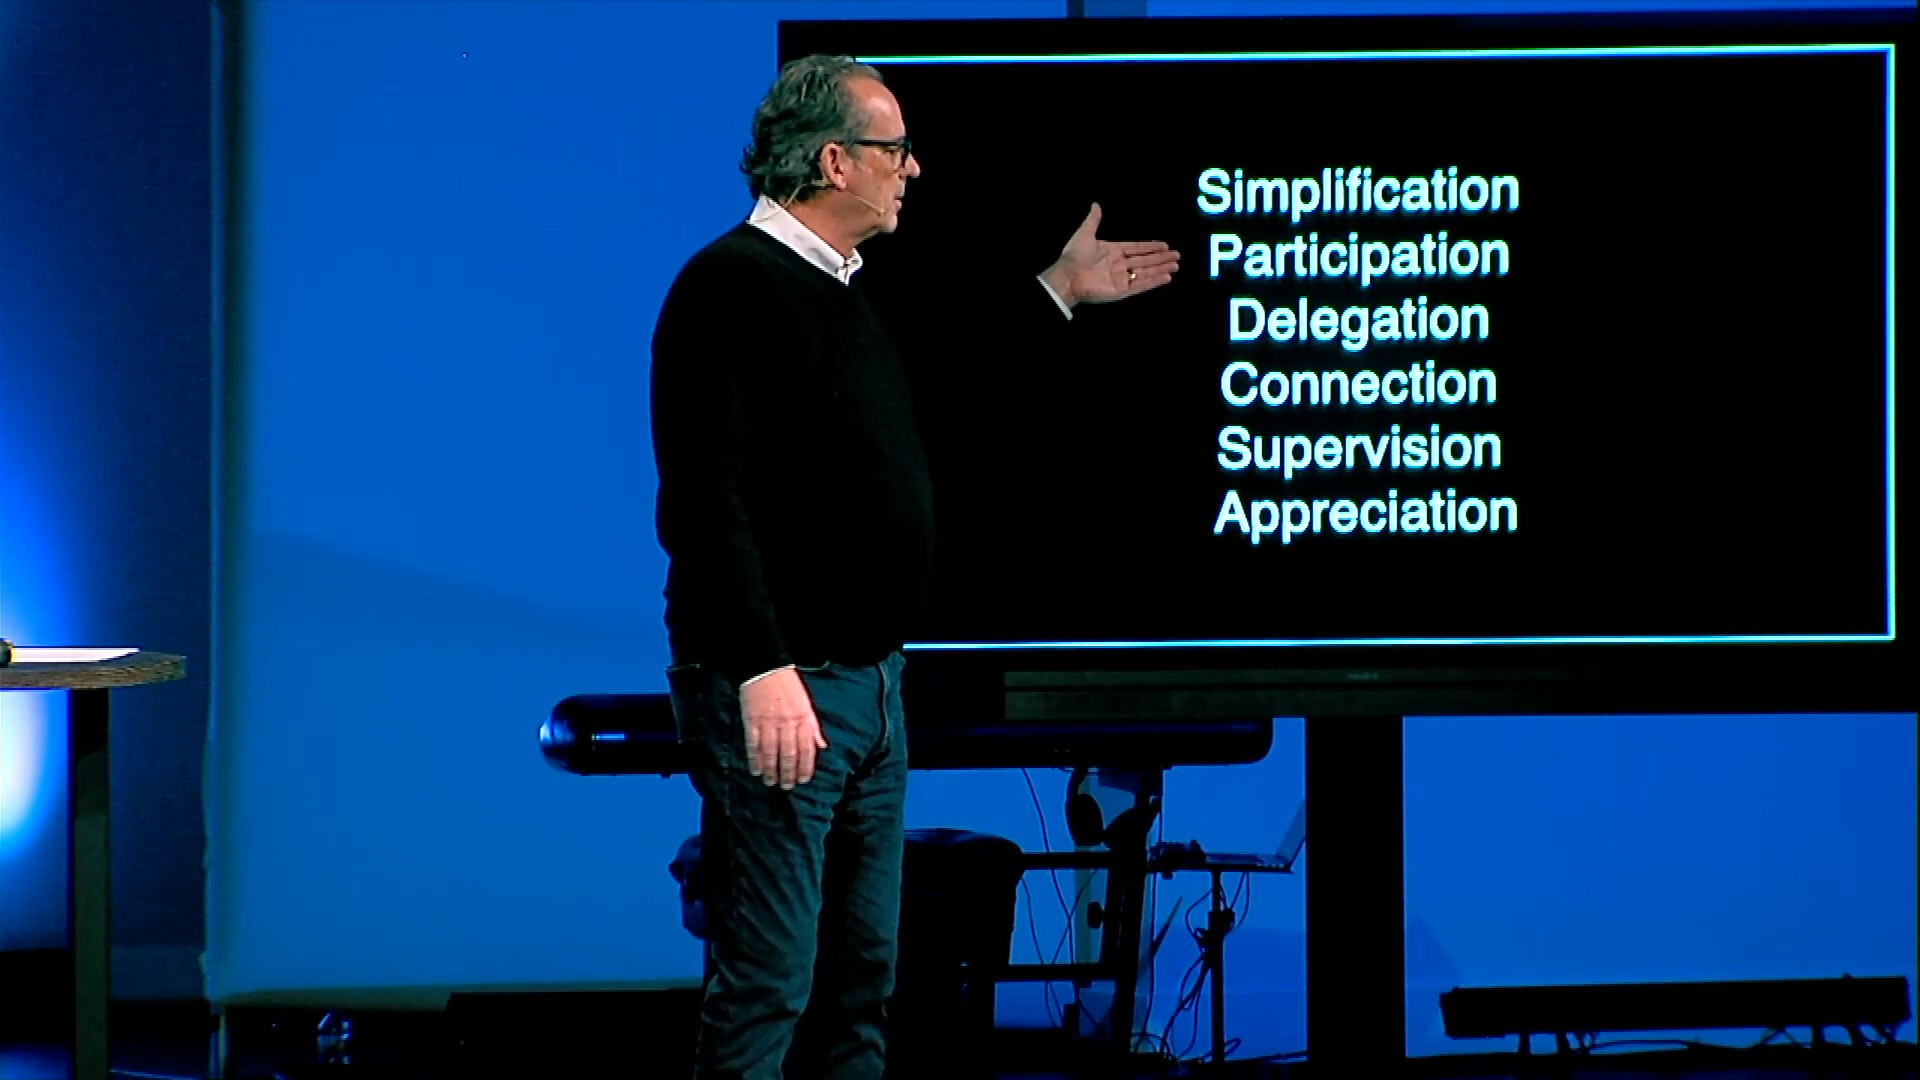 Simplification
Participation
Delegation
Connection
Supervision
Appreciation